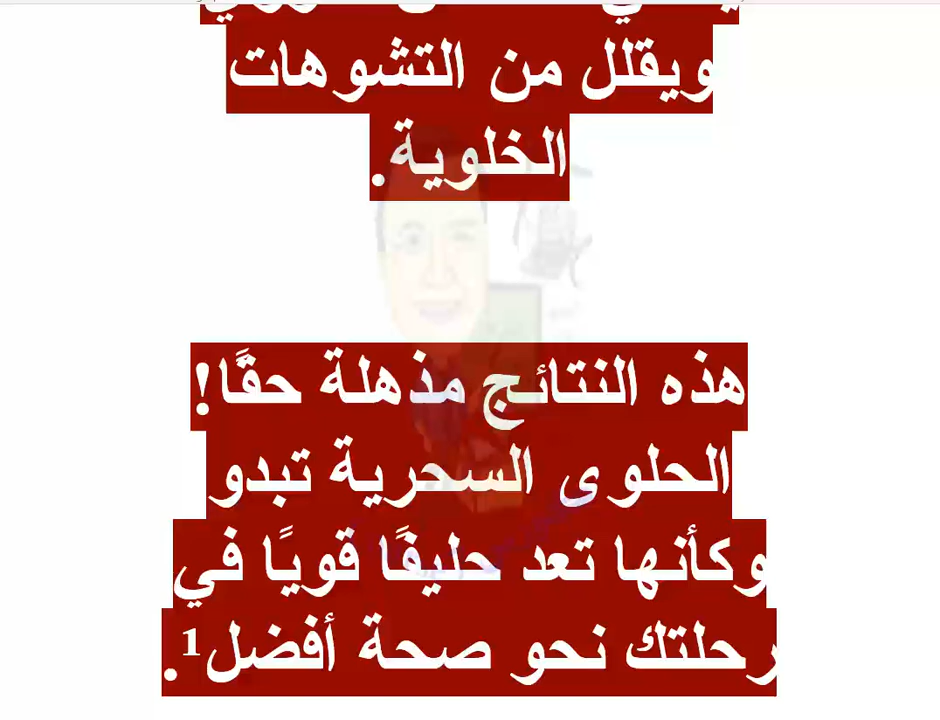 ويقلل من التشوهات
الخلوية.
هذه النتائج مذهلة حقًا!
الحلوى السحرية تبدو
وكأنها تعد حليفًا قويًا في
رحلتك نحو صحة أفضل¹.